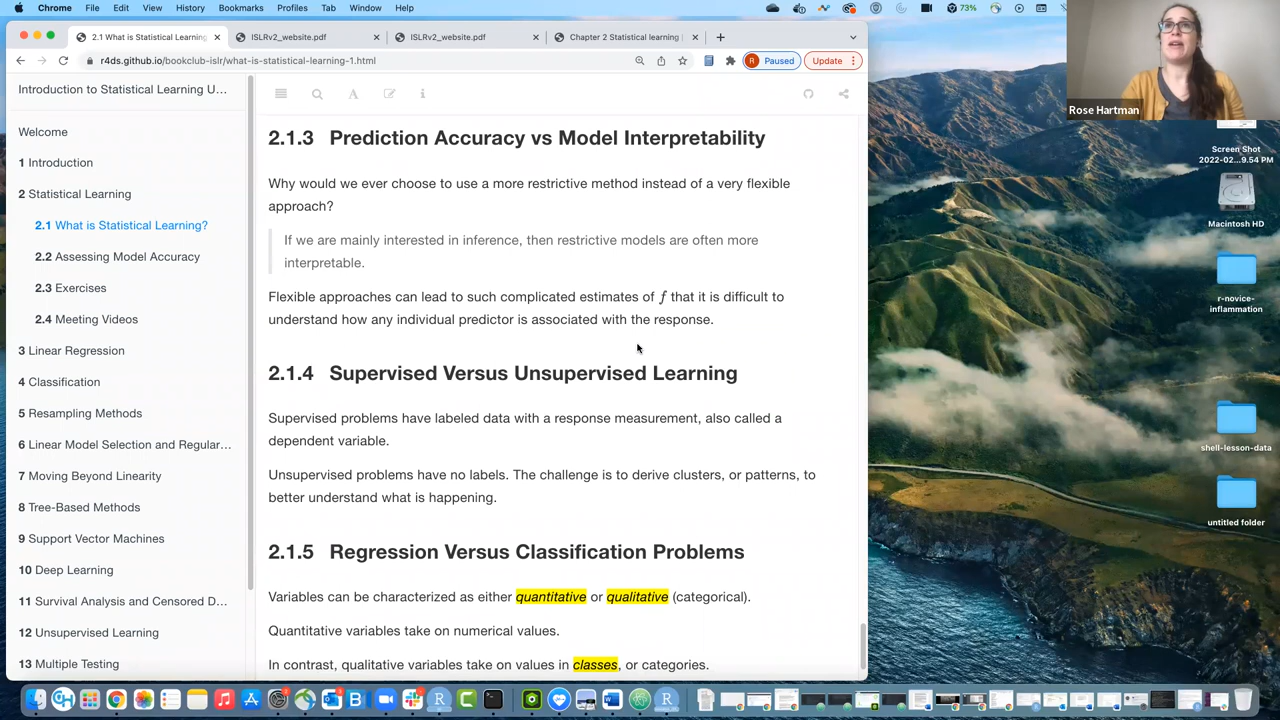 Chrome File Edit View History Bookmarks Profiles Tab Window Help
73%
2.1 What is Statistical Learning
ISLRv2_website.pdf
ISLRv2_website.pdf
Chapter 2 Statistical learning
r4ds.github.io/bookclub-islr/what-is-statistical-learning-1.html
R Paused
Update
Introduction to Statistical Learning U...
Welcome
1 Introduction
2 Statistical Learning
2.1 What is Statistical Learning?
2.2 Assessing Model Accuracy
2.3 Exercises
2.4 Meeting Videos
3 Linear Regression
4 Classification
5 Resampling Methods
6 Linear Model Selection and Regular...
7 Moving Beyond Linearity
8 Tree-Based Methods
9 Support Vector Machines
10 Deep Learning
11 Survival Analysis and Censored D...
12 Unsupervised Learning
13 Multiple Testing
2.1.3 Prediction Accuracy vs Model Interpretability
Why would we ever choose to use a more restrictive method instead of a very flexible
approach?
If we are mainly interested in inference, then restrictive models are often more
interpretable.
Flexible approaches can lead to such complicated estimates of f that it is difficult to
understand how any individual predictor is associated with the response.
2.1.4 Supervised Versus Unsupervised Learning
Supervised problems have labeled data with a response measurement, also called a
dependent variable.
Unsupervised problems have no labels. The challenge is to derive clusters, or patterns, to
better understand what is happening.
2.1.5 Regression Versus Classification Problems
Variables can be characterized as either quantitative or qualitative (categorical).
Quantitative variables take on numerical values.
In contrast, qualitative variables take on values in classes, or categories.
Rose Hartman
Screen Shot
2022-02...9.54 PM
Macintosh HD
r-novice-
inflammation
shell-lesson-data
untitled folder